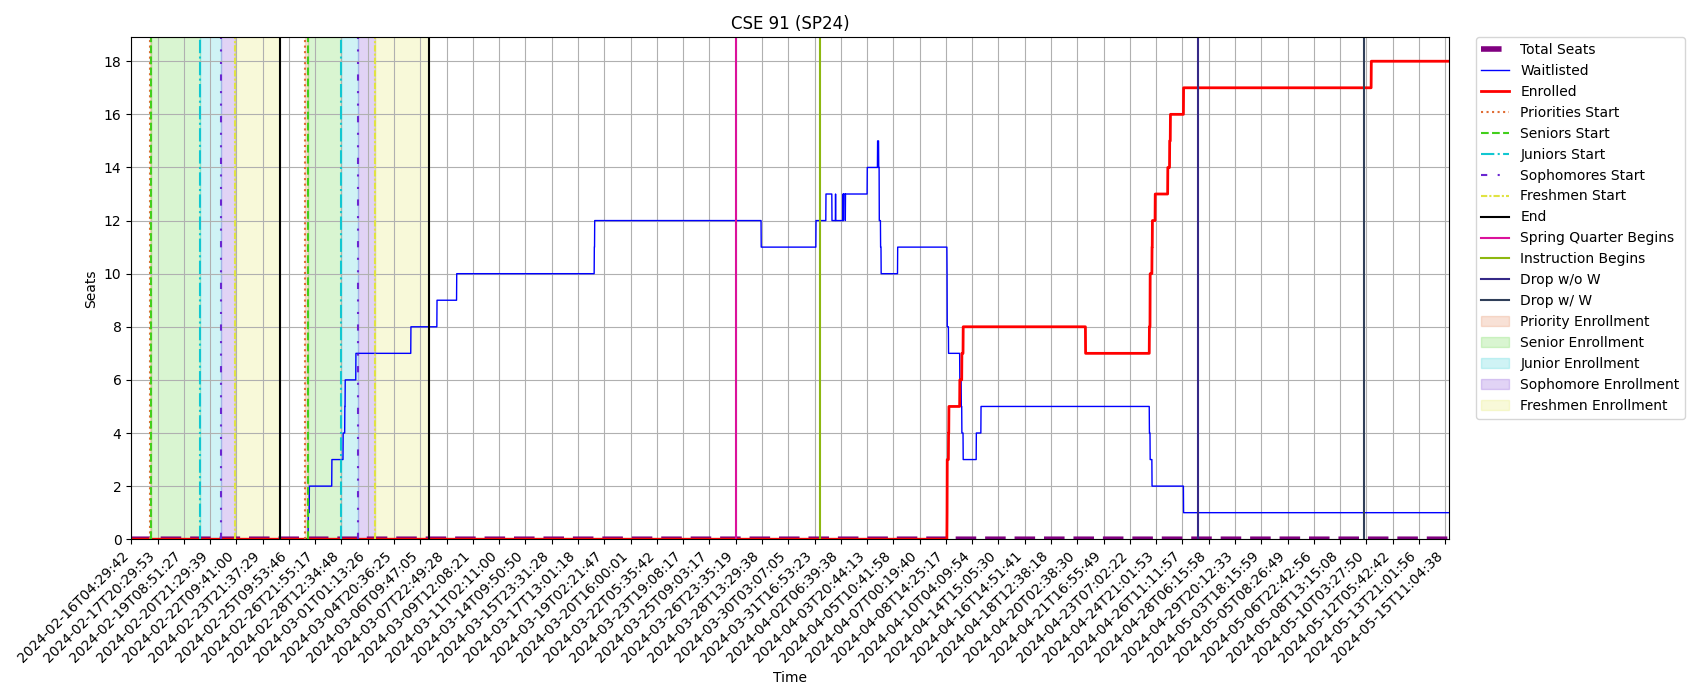 CSE 91 (SP24)
Seats
18
16
14
12
10
8
6
4
2
0
2024-02-16T04:29:42
2024-02-17T20:29:53
2024-02-19T08:51:27
2024-02-20T21:29:39
2024-02-22T09:41:00
2024-02-23T21:37:29
2024-02-25T09:53:46
2024-02-26T21:55:17
2024-02-28T12:34:48
2024-03-01T01:13:26
2024-03-04T20:36:25
2024-03-06T09:47:05
2024-03-07T22:49:28
2024-03-10T12:08:21
2024-03-11T02:11:00
2024-03-14T09:50:50
2024-03-15T23:31:28
2024-03-17T13:01:18
2024-03-19T02:21:47
2024-03-20T16:00:01
2024-03-22T05:35:42
2024-03-23T19:08:17
2024-03-25T09:03:17
2024-03-26T23:35:19
2024-03-28T13:29:38
2024-03-30T03:07:05
2024-03-31T16:53:23
2024-04-02T06:39:38
2024-04-03T20:44:13
2024-04-05T10:41:58
2024-04-07T00:19:40
2024-04-08T14:25:17
2024-04-10T04:09:54
2024-04-14T15:05:30
2024-04-16T14:51:41
2024-04-18T12:38:18
2024-04-20T02:38:30
2024-04-21T16:55:49
2024-04-23T07:02:22
2024-04-24T21:01:53
2024-04-26T11:11:57
2024-04-28T06:15:58
2024-04-29T20:12:33
2024-05-03T18:15:59
2024-05-05T08:26:49
2024-05-06T22:42:56
2024-05-08T13:15:08
2024-05-10T03:27:50
2024-05-12T05:42:42
2024-05-13T21:01:56
2024-05-15T11:04:38
Time
Total Seats
Waitlisted
Enrolled
Priorities Start
Seniors Start
Juniors Start
Sophomores Start
Freshmen Start
End
Spring Quarter Begins
Instruction Begins
Drop w/o W
Drop w/ W
Priority Enrollment
Senior Enrollment
Junior Enrollment
Sophomore Enrollment
Freshmen Enrollment